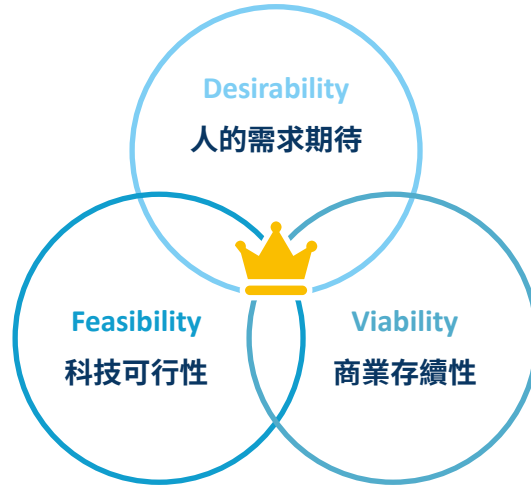 Desirability
人的需求期待
Feasibility
科技可行性
Viability
商業存續性